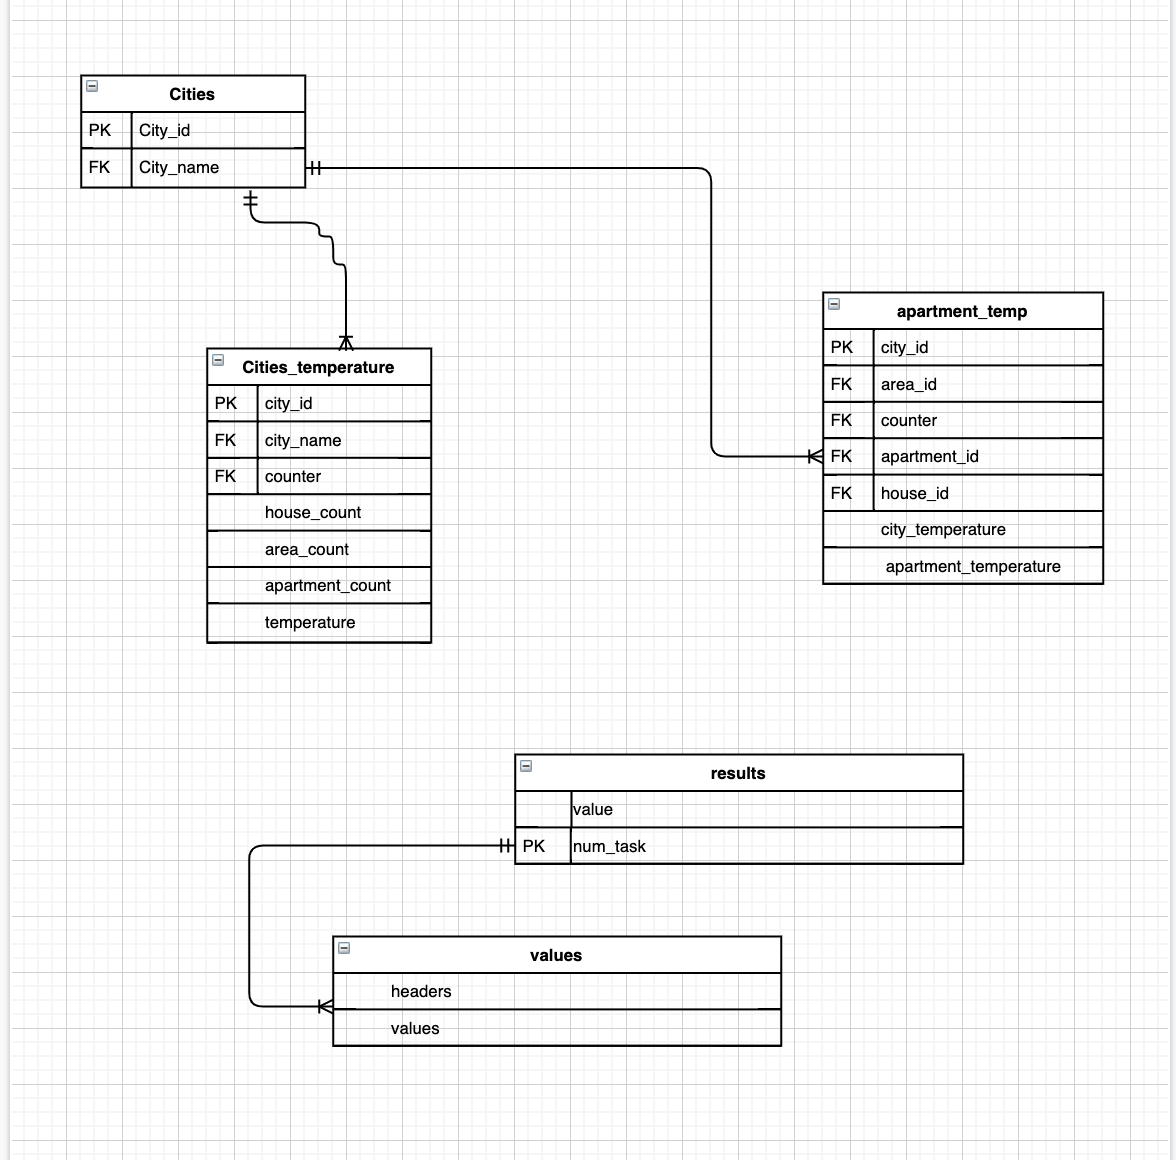 Cities
PK City_id
FK City_name
apartment_temp
PK city_id
FK area_id
FK counter
FK apartment_id
FK house_id
city_temperature
apartment_temperature
Cities_temperature
PK city_id
FK city_name
FK counter
house_count
area_count
apartment_count
temperature
results
value
PK num_task
values
headers
values